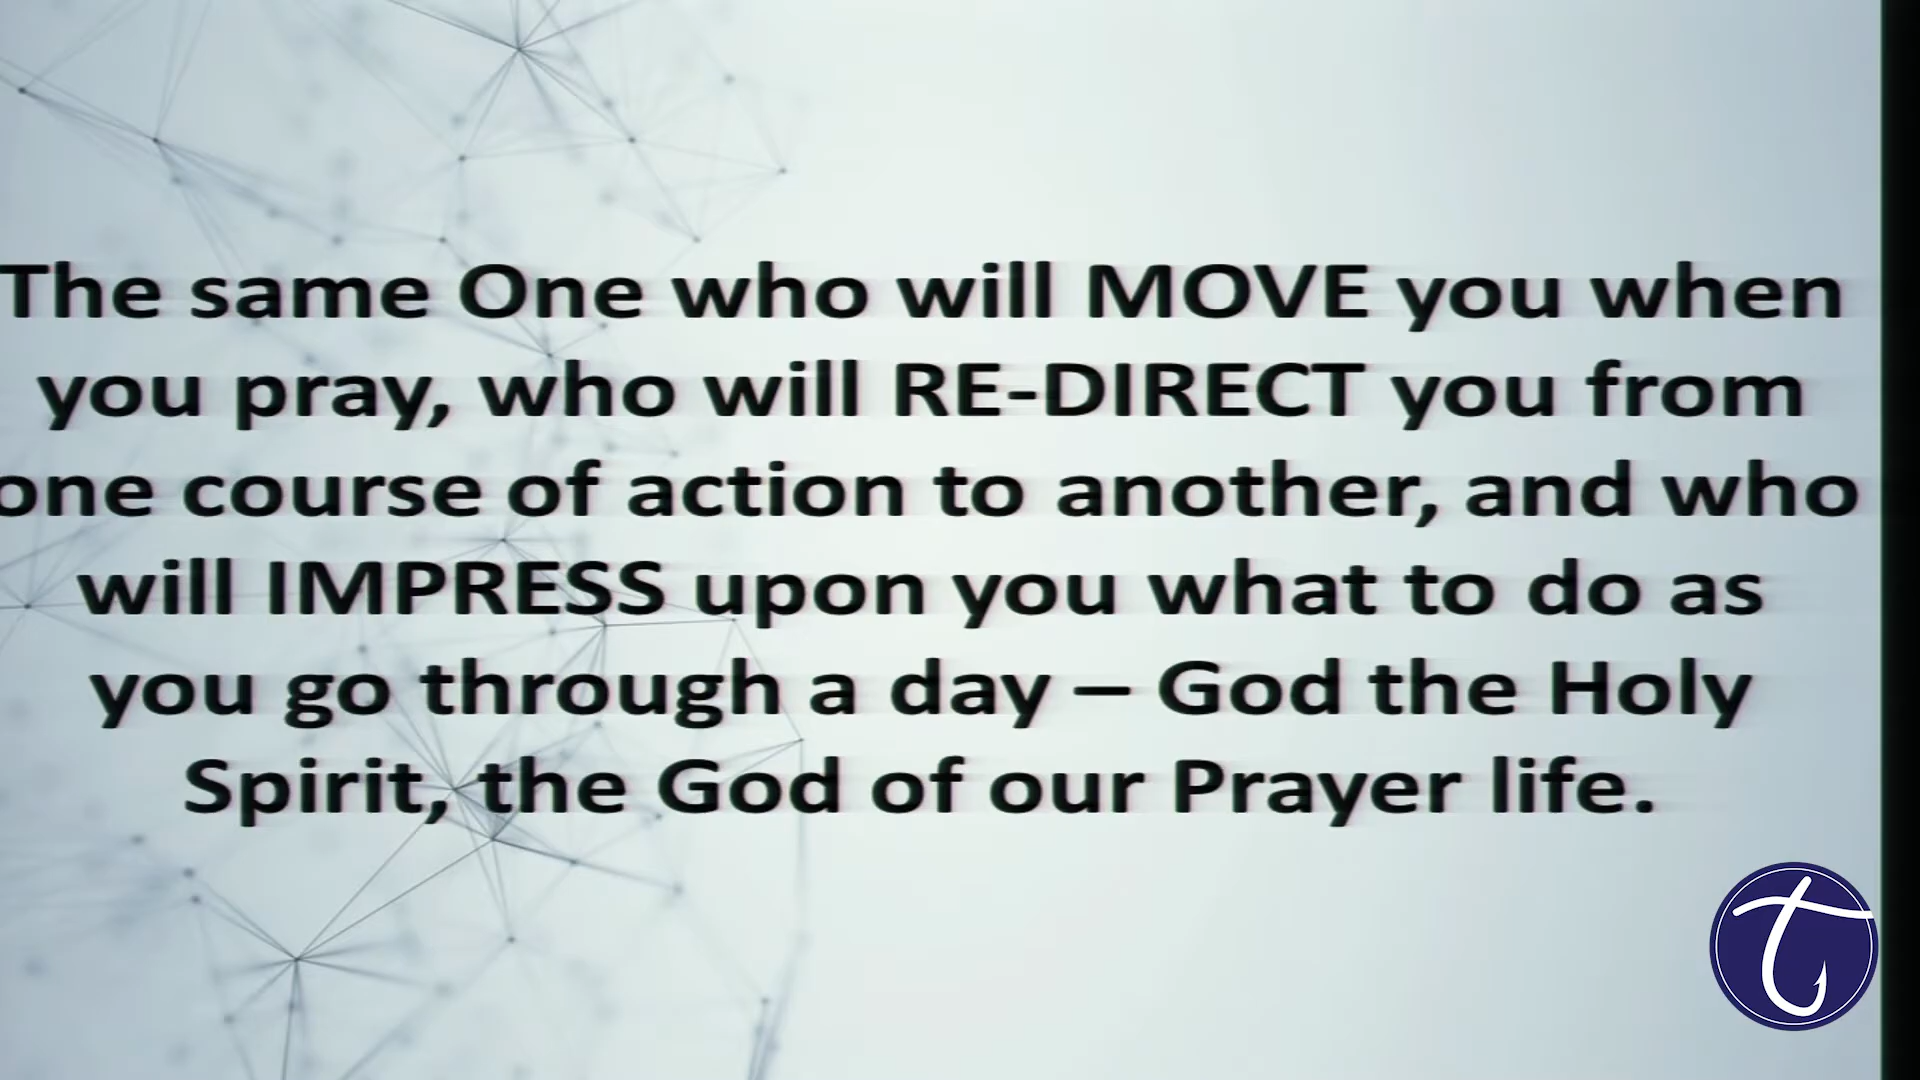 The same One who will MOVE you when
you pray, who will RE-DIRECT you from
one course of action to another, and who
will IMPRESS upon you what to do as
you go through a day – God the Holy
Spirit, the God of our Prayer life.